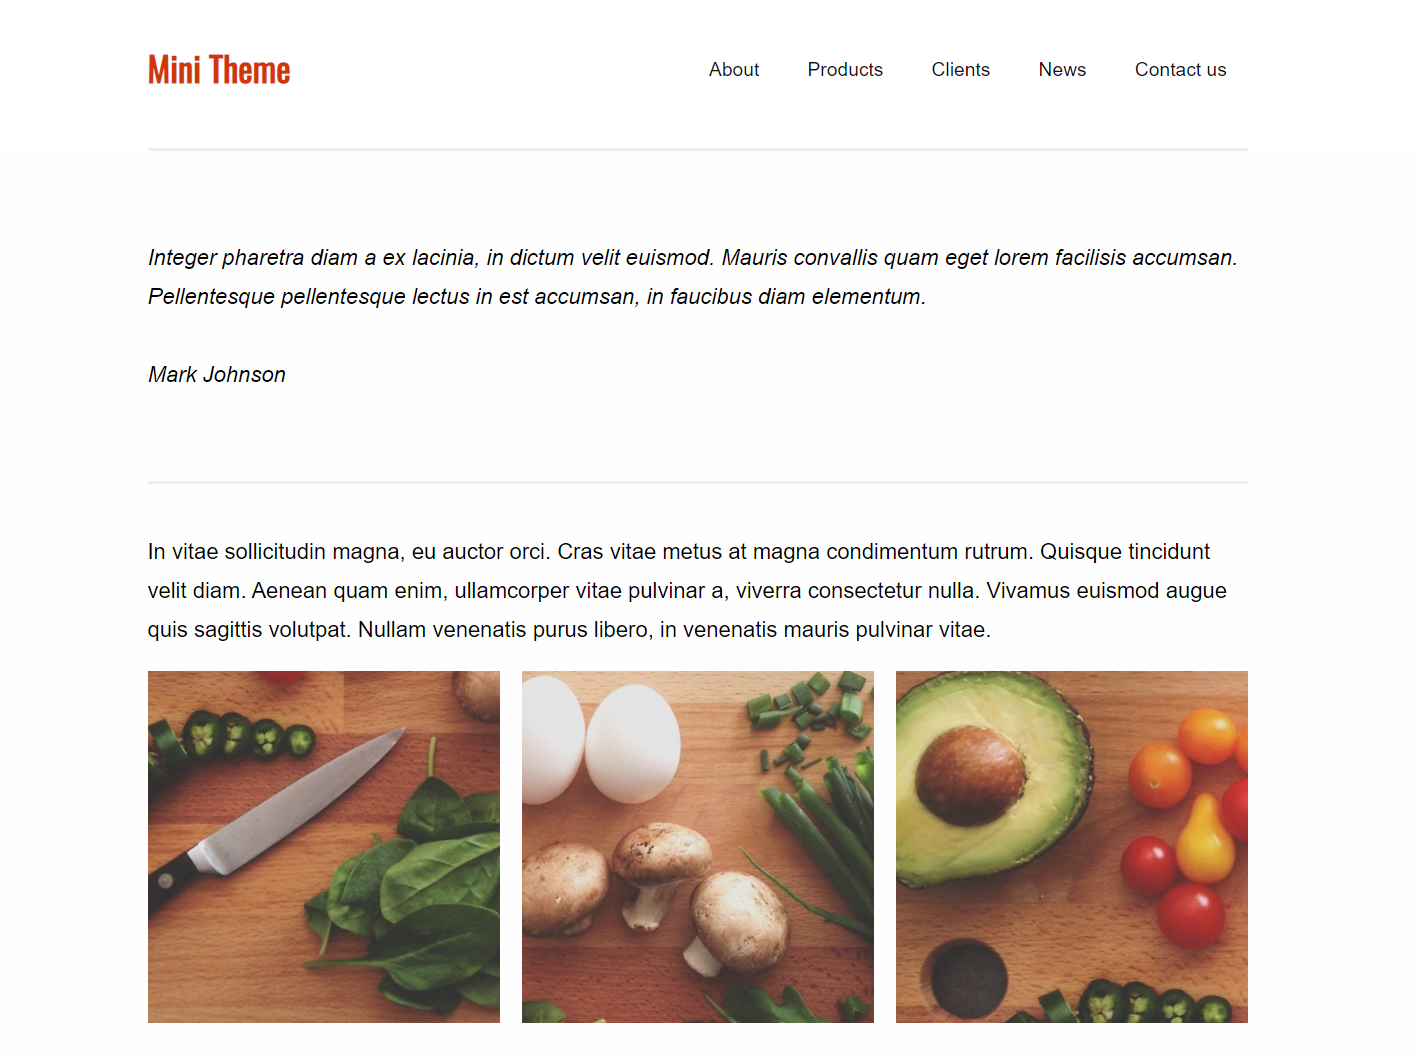 Mini Theme
About
Products
Clients
News
Contact us
Integer pharetra diam a ex lacinia, in dictum velit euismod. Mauris convallis quam eget lorem facilisis accumsan.
Pellentesque pellentesque lectus in est accumsan, in faucibus diam elementum.
Mark Johnson
In vitae sollicitudin magna, eu auctor orci. Cras vitae metus at magna condimentum rutrum. Quisque tincidunt
velit diam. Aenean quam enim, ullamcorper vitae pulvinar a, viverra consectetur nulla. Vivamus euismod augue
quis sagittis volutpat. Nullam venenatis purus libero, in venenatis mauris pulvinar vitae.